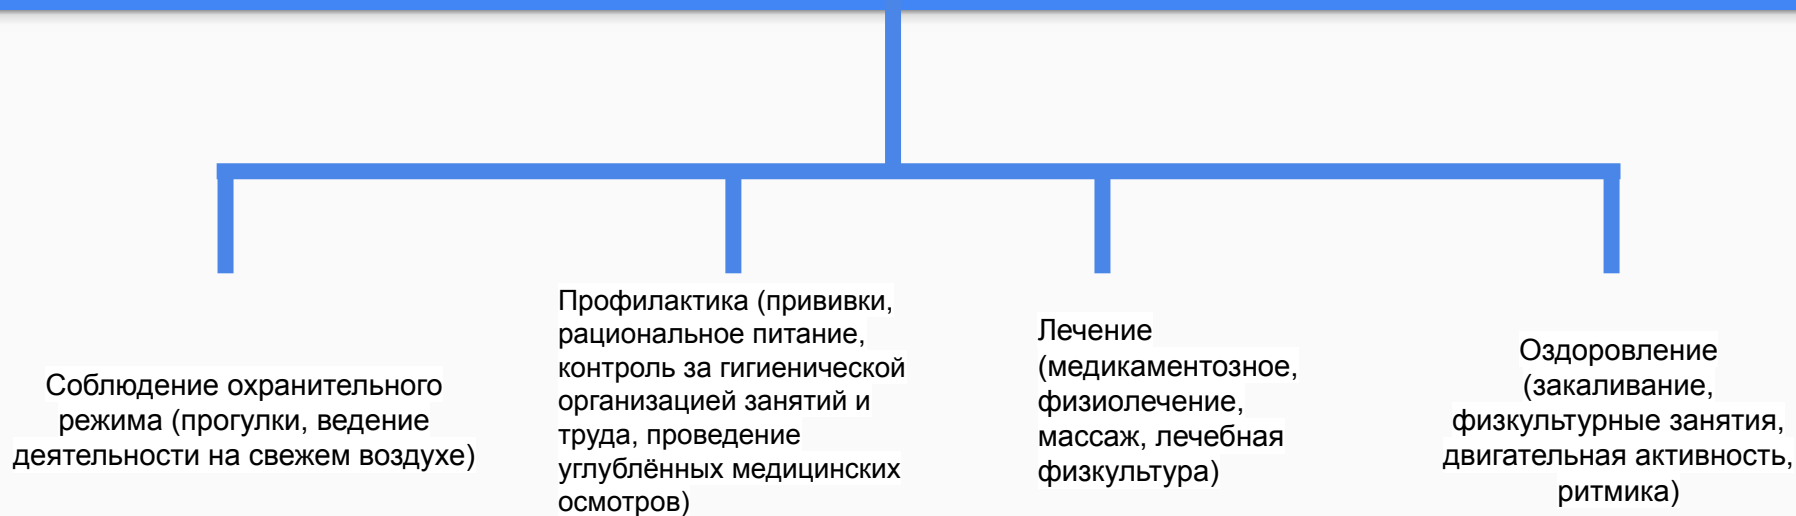 Соблюдение охранительного
режима (прогулки, ведение
деятельности на свежем воздухе)
Профилактика (прививки,
рациональное питание,
контроль за гигиенической
организацией занятий и
труда, проведение
углублённых медицинских
осмотров)
Лечение
(медикаментозное,
физиолечение,
массаж, лечебная
физкультура)
Оздоровление
(закаливание,
физкультурные занятия,
двигательная активность,
ритмика)